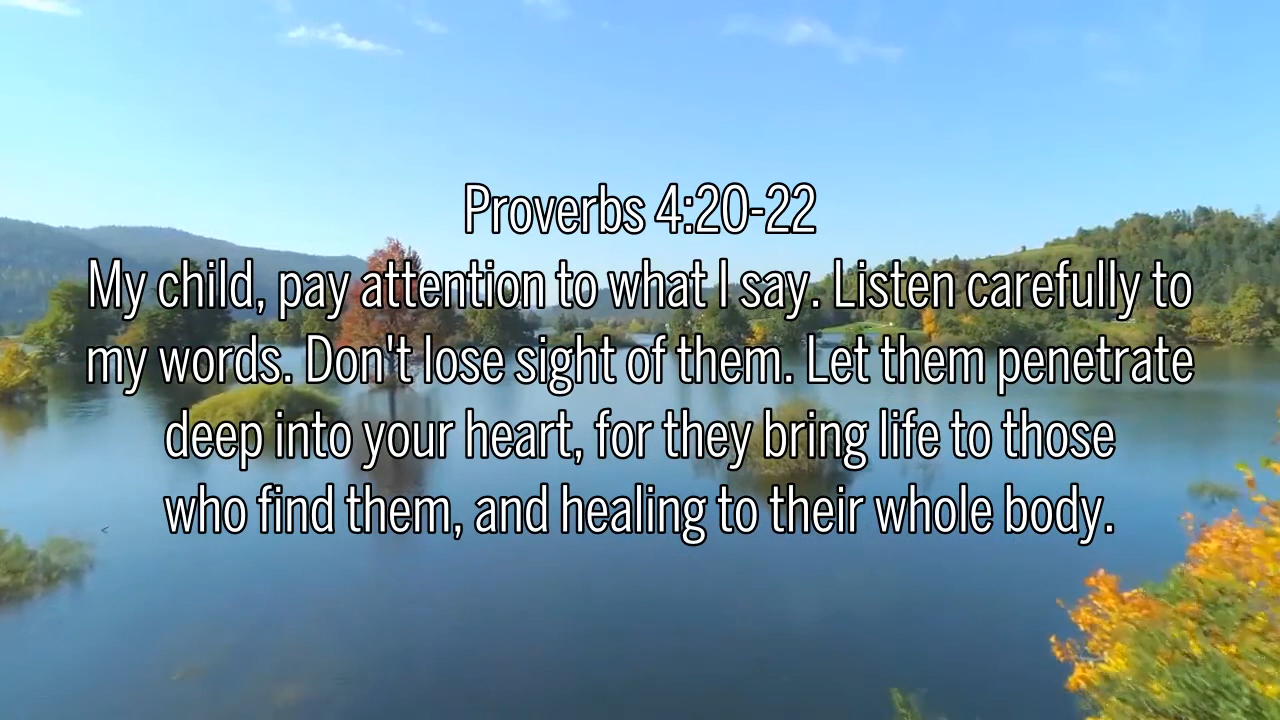 Proverbs 4:20-22
My child, pay attention to what I say. Listen carefully to
my words. Don't lose sight of them. Let them penetrate
deep into your heart, for they bring life to those
who find them, and healing to their whole body.